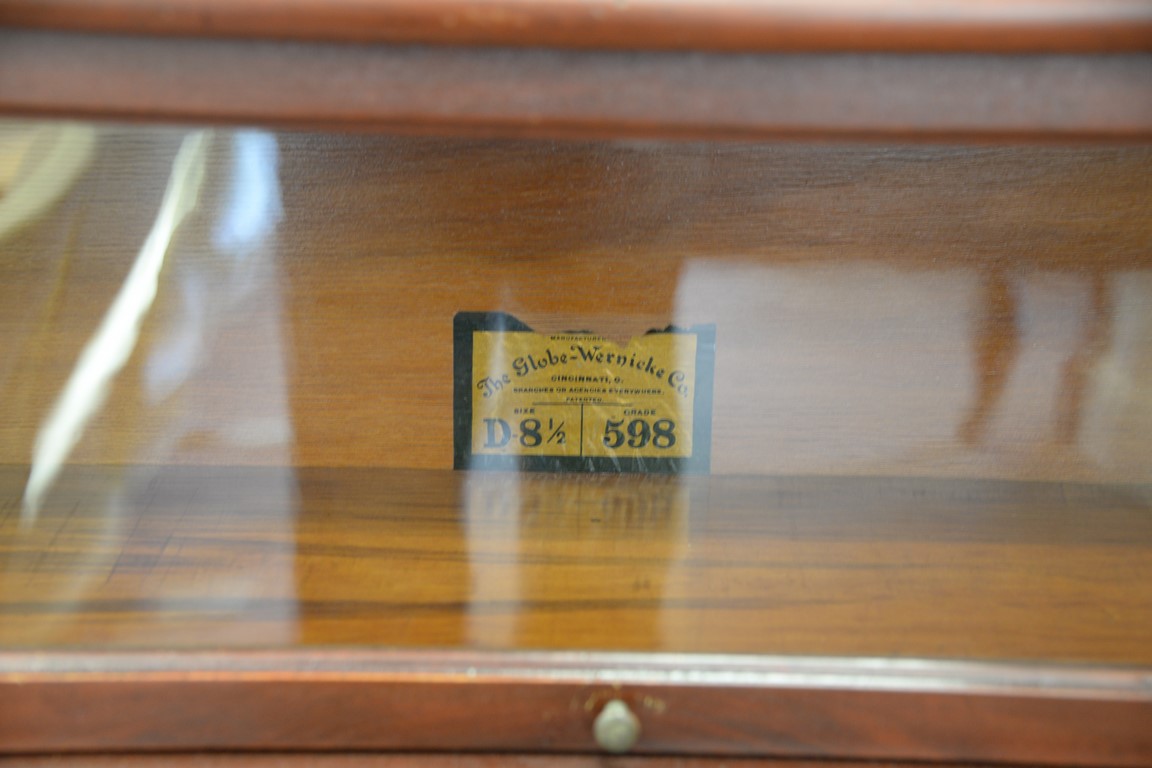 MANUFACTURED
The Globe-Wernicke Co.
CINCINNATI, O.
BRANCHES OR AGENCIES EVERYWHERE.
PATENTED
SIZE GRADE
D-8½ 598